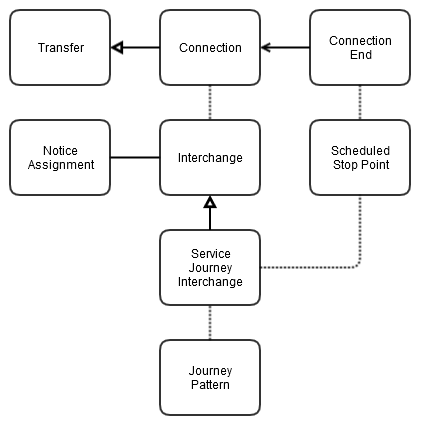 Transfer
Connection
Connection
End
Notice
Assignment
Interchange
Scheduled
Stop Point
Service
Journey
Interchange
Journey
Pattern